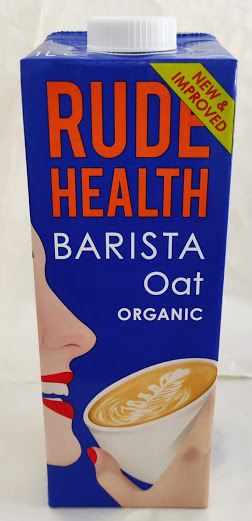 NEW &
IMPROVED
RUDE
HEALTH
BARISTA
Oat
ORGANIC